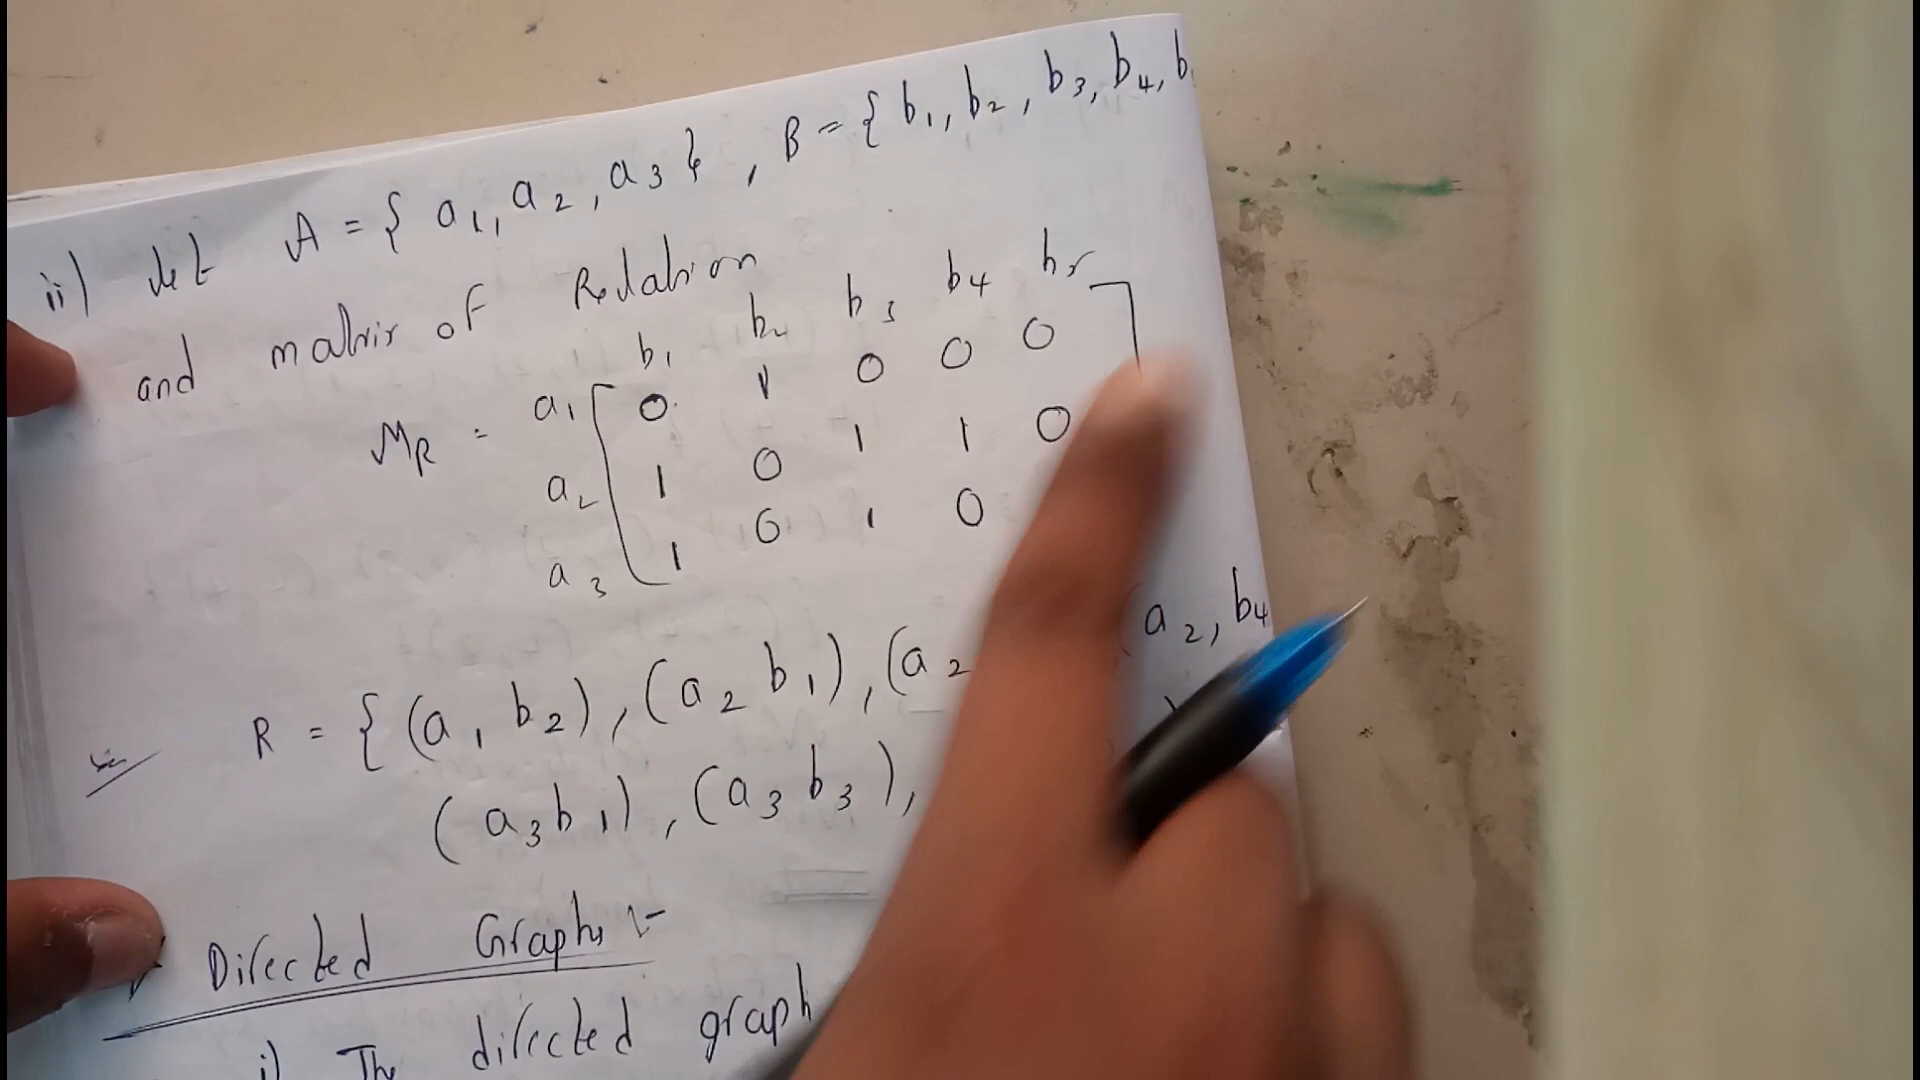 ii) Let A = { a1, a2, a3 } , B = { b1, b2, b3, b4, b
and matrix of Relation
b1 b2 b3 b4 b5
MR = a1 0 1 0 0 0
a2 1 0 1 1 0
a3 1 0 1 0
R = { (a1 b2), (a2 b1), (a2 a2, b4
(a3 b1), (a3 b3),
Directed Graphs :-
i) The directed graph